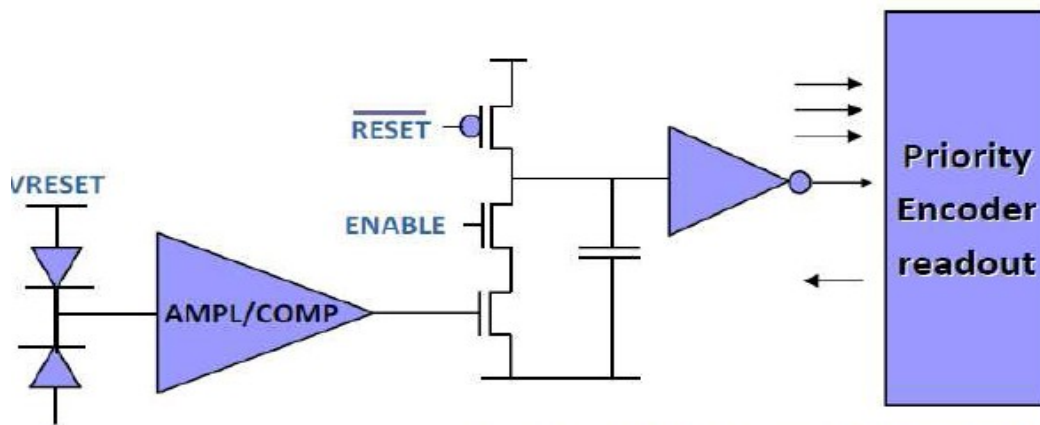 RESET
VRESET
ENABLE
AMPL/COMP
Priority
Encoder
readout